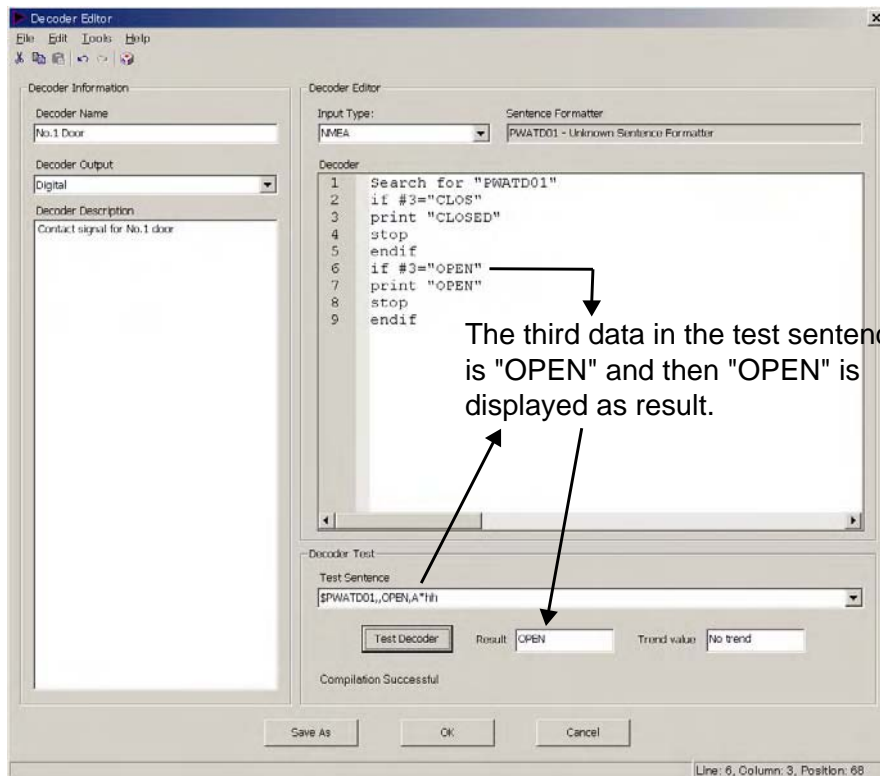 Decoder Editor
File Edit Tools Help
Decoder Information
Decoder Name
No.1 Door
Decoder Output
Digital
Decoder Description
Contact signal for No.1 door
Decoder Editor
Input Type:
Sentence Formatter
NMEA
PWATD01 - Unknown Sentence Formatter
Decoder
1 Search for "PWATD01"
2 if #3="CLOS"
3 print "CLOSED"
4 stop
5 endif
6 if #3="OPEN"
7 print "OPEN"
8 stop
9 endif
The third data in the test sentenc
is "OPEN" and then "OPEN" is
displayed as result.
Decoder Test
Test Sentence
$PWATD01,,OPEN,A*hh
Test Decoder Result OPEN Trend value No trend
Compilation Successful
Save As OK Cancel
Line: 6, Column: 3, Position: 68